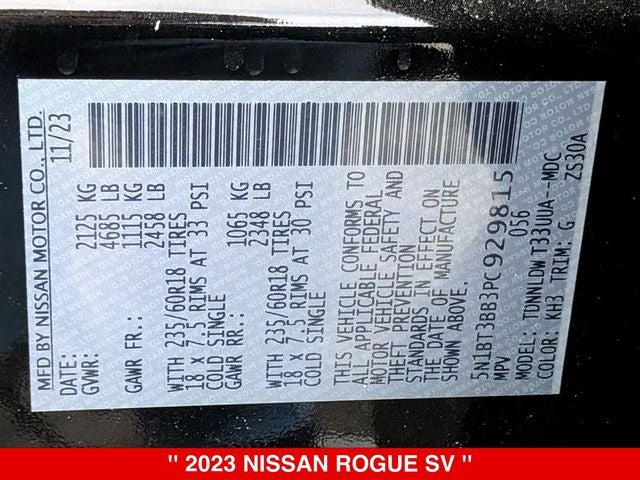 MFD BY NISSAN MOTOR CO., LTD.
DATE: 11/23
GVWR: 2125 KG
4685 LB
GAWR FR.: 1115 KG
2458 LB
WITH 235/60R18 TIRES
18 X 7.5 RIMS AT 33 PSI
COLD SINGLE
GAWR RR.: 1065 KG
2348 LB
WITH 235/60R18 TIRES
18 X 7.5 RIMS AT 30 PSI
COLD SINGLE
THIS VEHICLE CONFORMS TO
ALL APPLICABLE FEDERAL
MOTOR VEHICLE SAFETY AND
THEFT PREVENTION
STANDARDS IN EFFECT ON
THE DATE OF MANUFACTURE
SHOWN ABOVE.
5N1BT3BB3PC929815
MPV 056
MODEL: TDNNLDW T33UUA--MDC
COLOR: KH3 TRIM: G ZS30A
" 2023 NISSAN ROGUE SV "